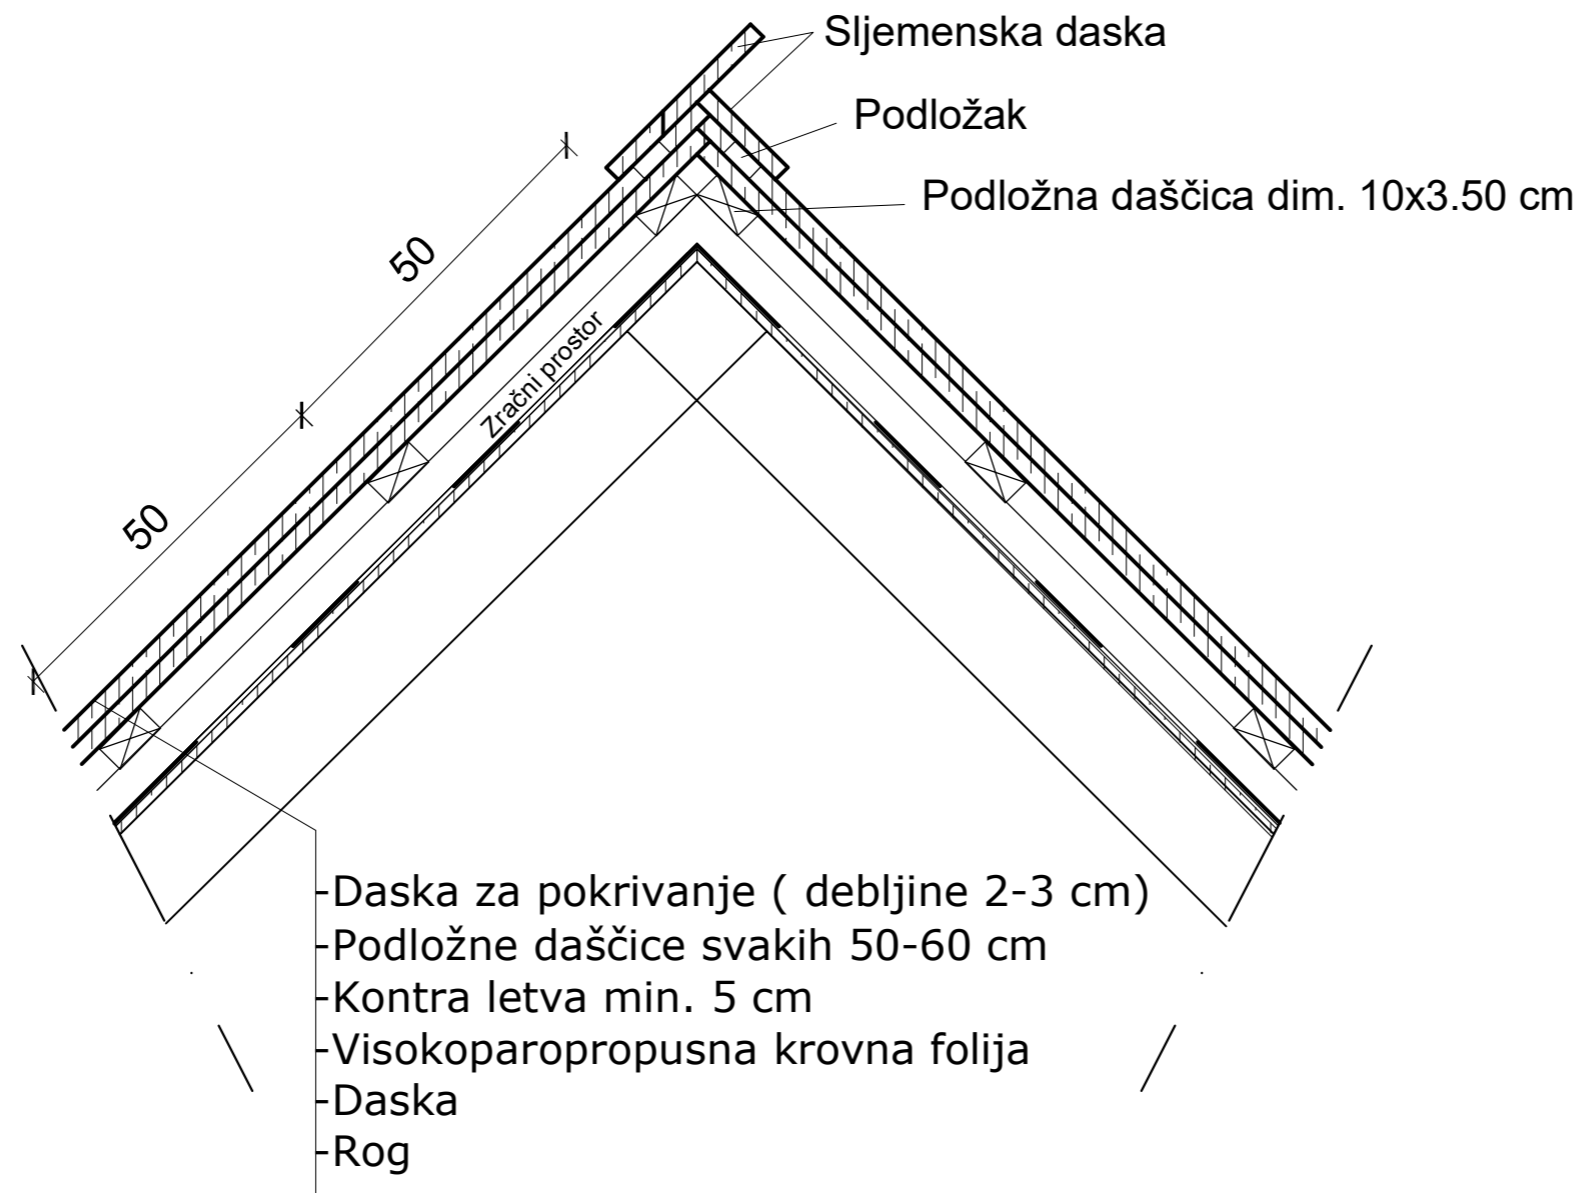 Sljemenska daska
Podložak
Podložna daščica dim. 10x3.50 cm
50
Zračni prostor
50
-Daska za pokrivanje ( debljine 2-3 cm)
-Podložne daščice svakih 50-60 cm
-Kontra letva min. 5 cm
-Visokoparopropusna krovna folija
-Daska
-Rog